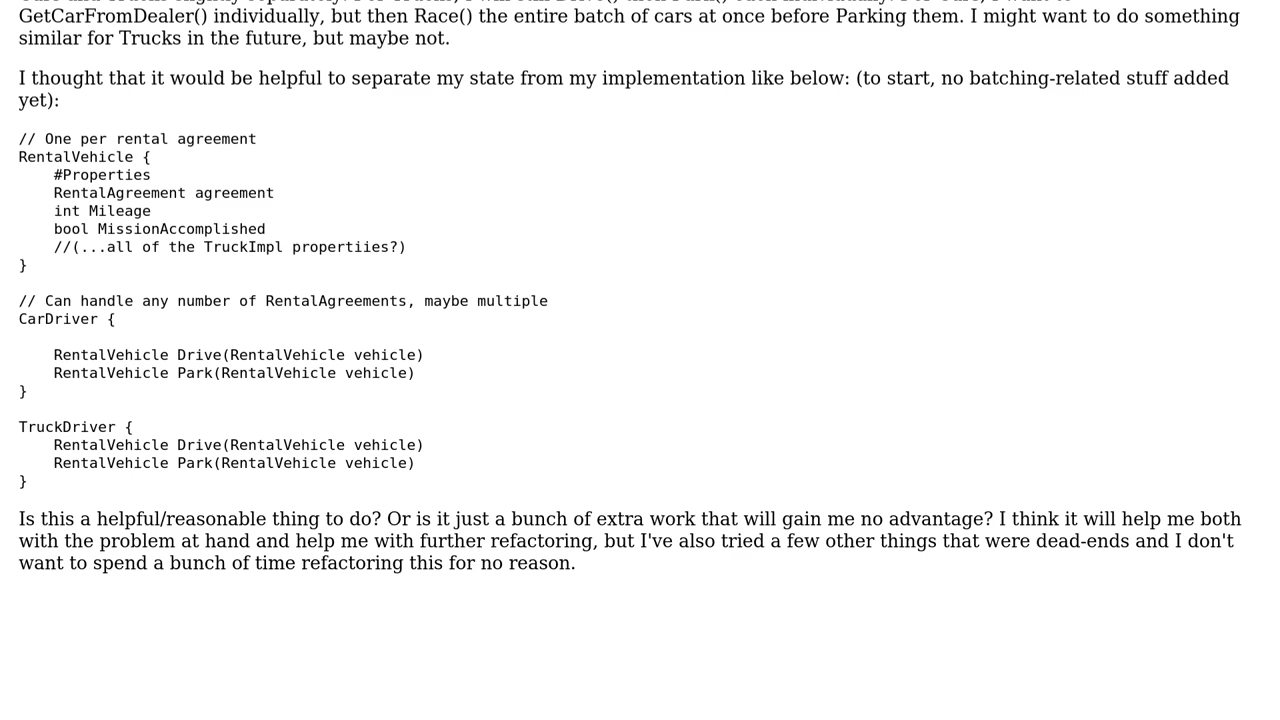 GetCarFromDealer() individually, but then Race() the entire batch of cars at once before Parking them. I might want to do something
similar for Trucks in the future, but maybe not.
I thought that it would be helpful to separate my state from my implementation like below: (to start, no batching-related stuff added
yet):
// One per rental agreement
RentalVehicle {
    #Properties
    RentalAgreement agreement
    int Mileage
    bool MissionAccomplished
    //(...all of the TruckImpl propertiies?)
}
// Can handle any number of RentalAgreements, maybe multiple
CarDriver {
    RentalVehicle Drive(RentalVehicle vehicle)
    RentalVehicle Park(RentalVehicle vehicle)
}
TruckDriver {
    RentalVehicle Drive(RentalVehicle vehicle)
    RentalVehicle Park(RentalVehicle vehicle)
}
Is this a helpful/reasonable thing to do? Or is it just a bunch of extra work that will gain me no advantage? I think it will help me both
with the problem at hand and help me with further refactoring, but I've also tried a few other things that were dead-ends and I don't
want to spend a bunch of time refactoring this for no reason.